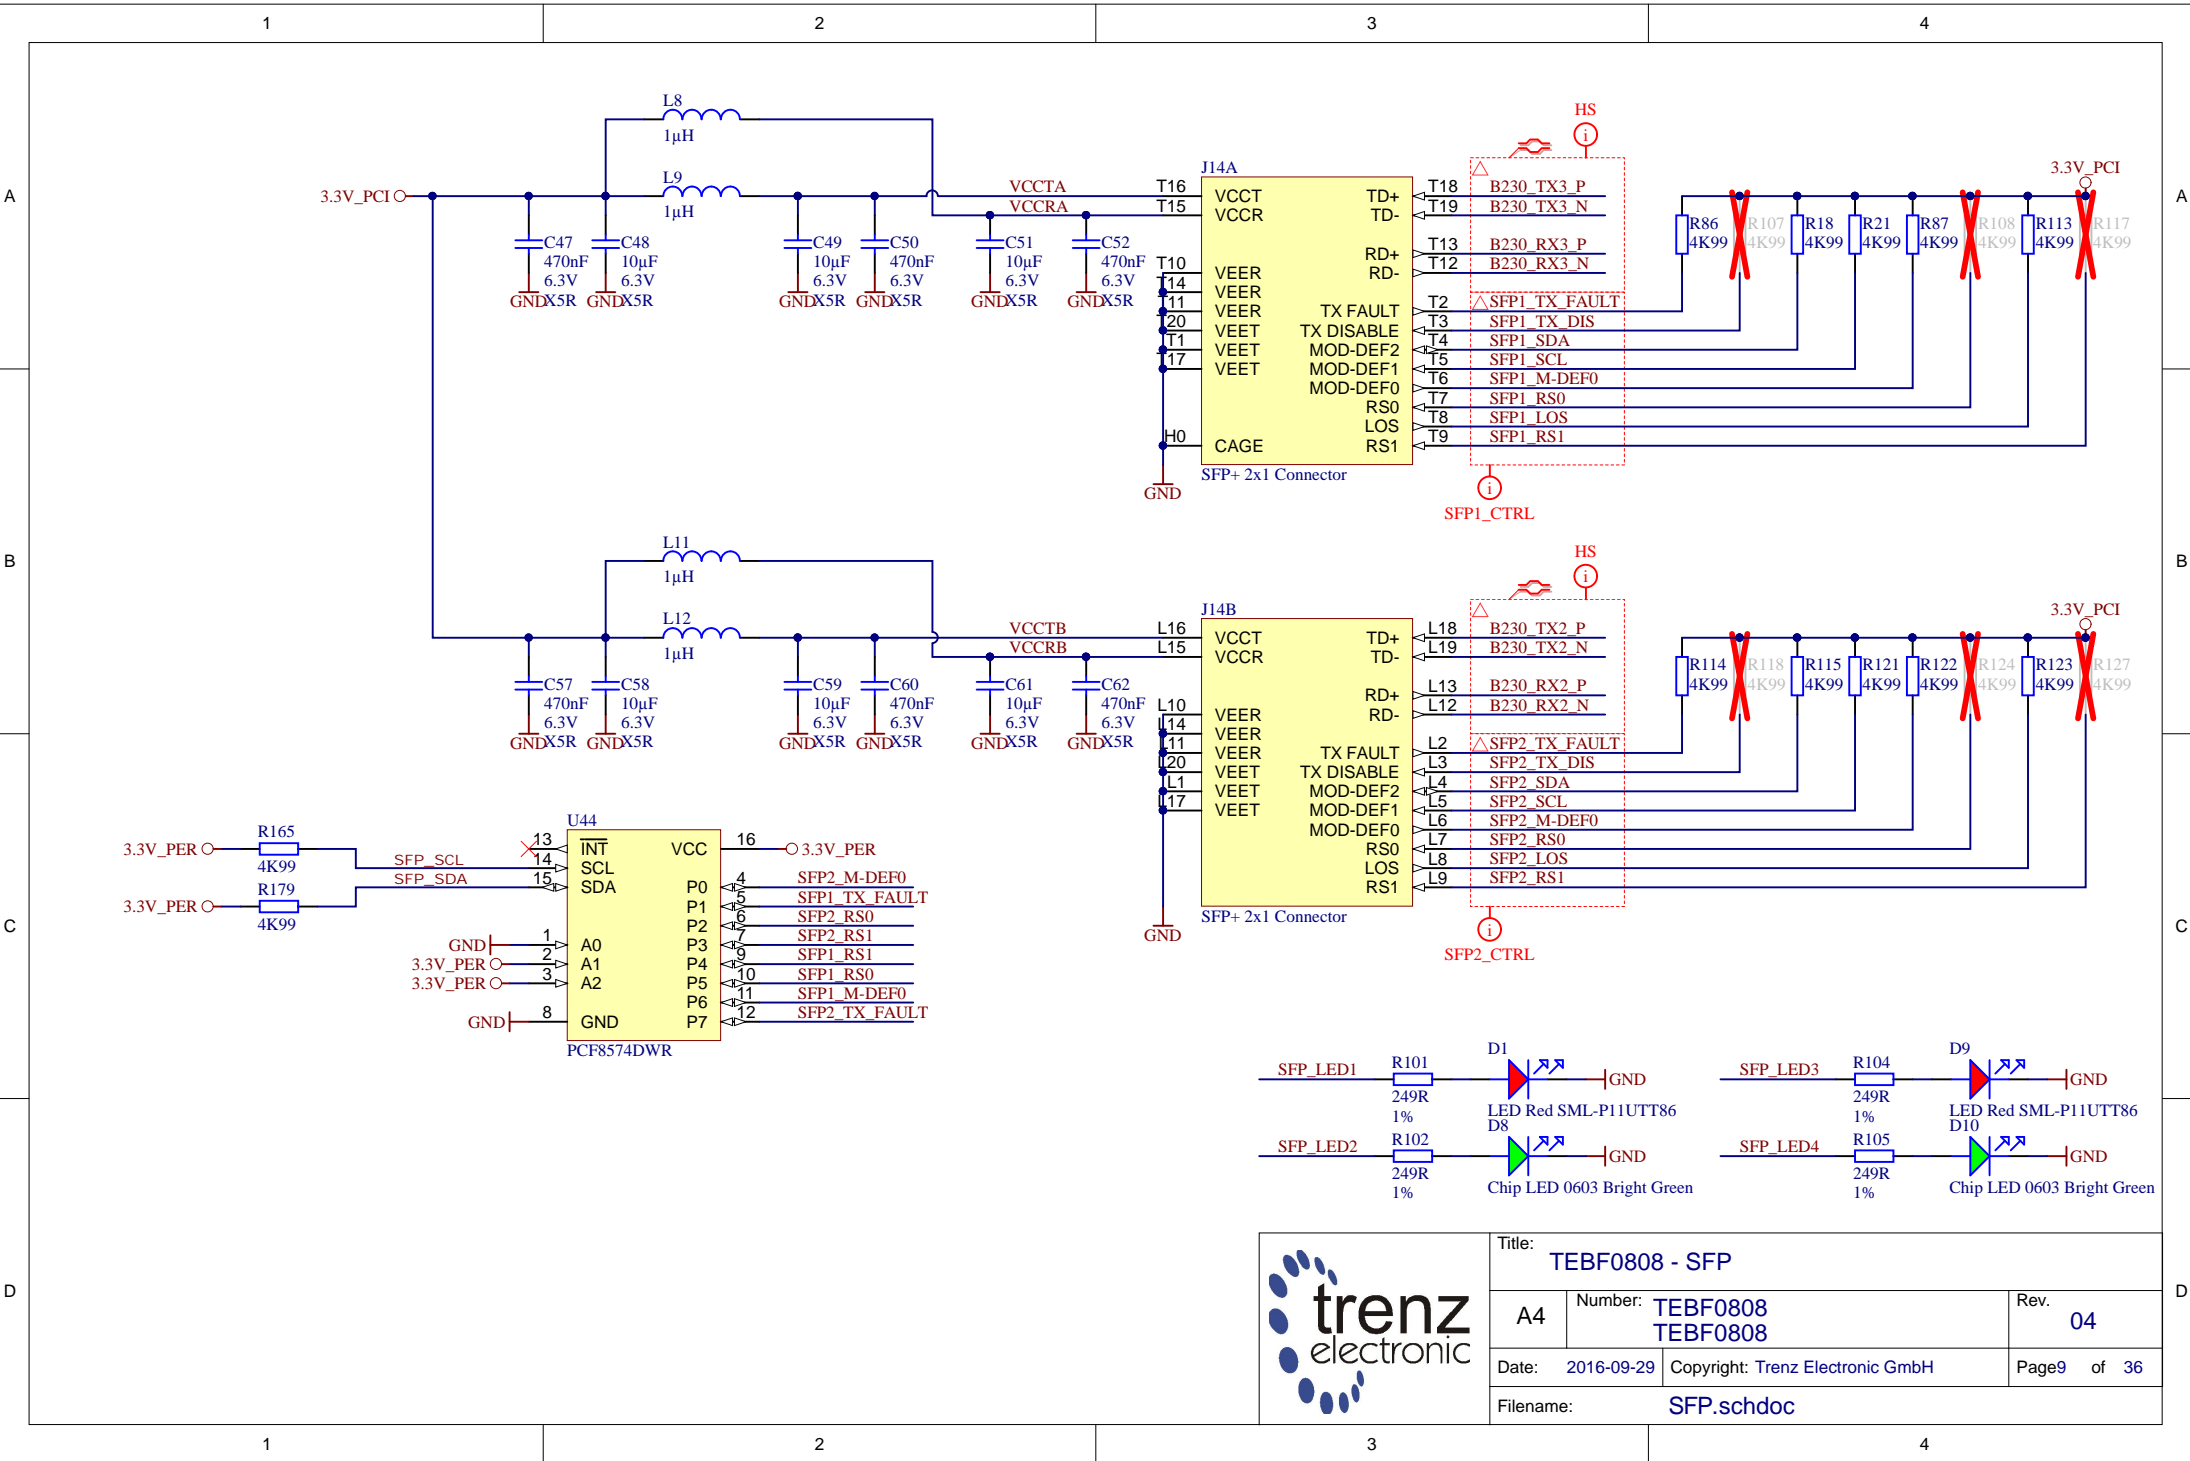 1 2 3 4
A A
B B
C C
D D
1 2 3 4
3.3V_PCI
L8
1µH
L9
1µH
VCCTA
VCCRA
C47
470nF
6.3V
X5R
GND
C48
10µF
6.3V
X5R
GND
C49
10µF
6.3V
X5R
GND
C50
470nF
6.3V
X5R
GND
C51
10µF
6.3V
X5R
GND
C52
470nF
6.3V
X5R
GND
J14A
T16 VCCT TD+ T18 B230_TX3_P
T15 VCCR TD- T19 B230_TX3_N
RD+ T13 B230_RX3_P
T10 VEER RD- T12 B230_RX3_N
T14 VEER
T11 VEER TX FAULT T2 SFP1_TX_FAULT
T20 VEET TX DISABLE T3 SFP1_TX_DIS
T1 VEET MOD-DEF2 T4 SFP1_SDA
T17 VEET MOD-DEF1 T5 SFP1_SCL
MOD-DEF0 T6 SFP1_M-DEF0
RS0 T7 SFP1_RS0
LOS T8 SFP1_LOS
H0 CAGE RS1 T9 SFP1_RS1
SFP+ 2x1 Connector
GND
HS
i
i
SFP1_CTRL
3.3V_PCI
R86 R107 R18 R21 R87 R108 R113 R117
4K99 4K99 4K99 4K99 4K99 4K99 4K99 4K99
L11
1µH
L12
1µH
VCCTB
VCCRB
C57
470nF
6.3V
X5R
GND
C58
10µF
6.3V
X5R
GND
C59
10µF
6.3V
X5R
GND
C60
470nF
6.3V
X5R
GND
C61
10µF
6.3V
X5R
GND
C62
470nF
6.3V
X5R
GND
J14B
L16 VCCT TD+ L18 B230_TX2_P
L15 VCCR TD- L19 B230_TX2_N
RD+ L13 B230_RX2_P
L10 VEER RD- L12 B230_RX2_N
L14 VEER
L11 VEER TX FAULT L2 SFP2_TX_FAULT
L20 VEET TX DISABLE L3 SFP2_TX_DIS
L1 VEET MOD-DEF2 L4 SFP2_SDA
L17 VEET MOD-DEF1 L5 SFP2_SCL
MOD-DEF0 L6 SFP2_M-DEF0
RS0 L7 SFP2_RS0
LOS L8 SFP2_LOS
RS1 L9 SFP2_RS1
SFP+ 2x1 Connector
GND
HS
i
i
SFP2_CTRL
3.3V_PCI
R114 R118 R115 R121 R122 R124 R123 R127
4K99 4K99 4K99 4K99 4K99 4K99 4K99 4K99
3.3V_PER
R165
4K99
SFP_SCL
SFP_SDA
3.3V_PER
R179
4K99
U44
13 INT VCC 16 3.3V_PER
14 SCL
15 SDA P0 4 SFP2_M-DEF0
P1 5 SFP1_TX_FAULT
P2 6 SFP2_RS0
GND 1 A0 P3 7 SFP2_RS1
3.3V_PER 2 A1 P4 9 SFP1_RS1
3.3V_PER 3 A2 P5 10 SFP1_RS0
P6 11 SFP1_M-DEF0
GND 8 GND P7 12 SFP2_TX_FAULT
PCF8574DWR
SFP_LED1
R101
249R
1%
D1
GND
LED Red SML-P11UTT86
SFP_LED2
R102
249R
1%
D8
GND
Chip LED 0603 Bright Green
SFP_LED3
R104
249R
1%
D9
GND
LED Red SML-P11UTT86
SFP_LED4
R105
249R
1%
D10
GND
Chip LED 0603 Bright Green
trenz
electronic
Title:
TEBF0808 - SFP
A4
Number: TEBF0808
TEBF0808
Rev.
04
Date: 2016-09-29 Copyright: Trenz Electronic GmbH Page9 of 36
Filename: SFP.schdoc